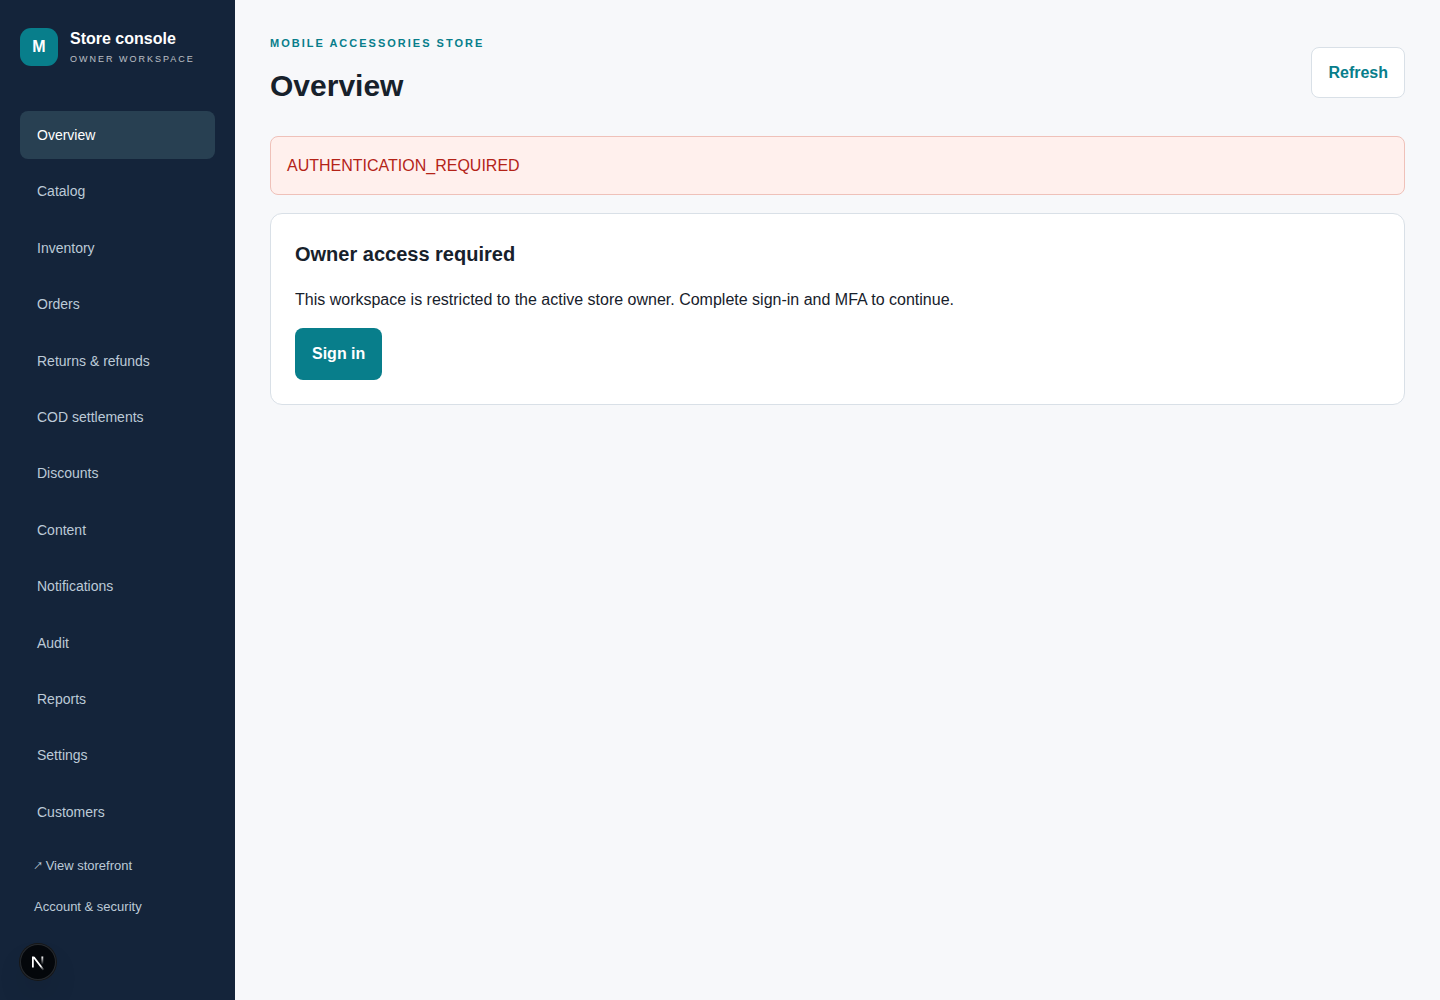 M
Store console
OWNER WORKSPACE
Overview
Catalog
Inventory
Orders
Returns & refunds
COD settlements
Discounts
Content
Notifications
Audit
Reports
Settings
Customers
↗ View storefront
Account & security
N
MOBILE ACCESSORIES STORE
Overview
Refresh
AUTHENTICATION_REQUIRED
Owner access required
This workspace is restricted to the active store owner. Complete sign-in and MFA to continue.
Sign in